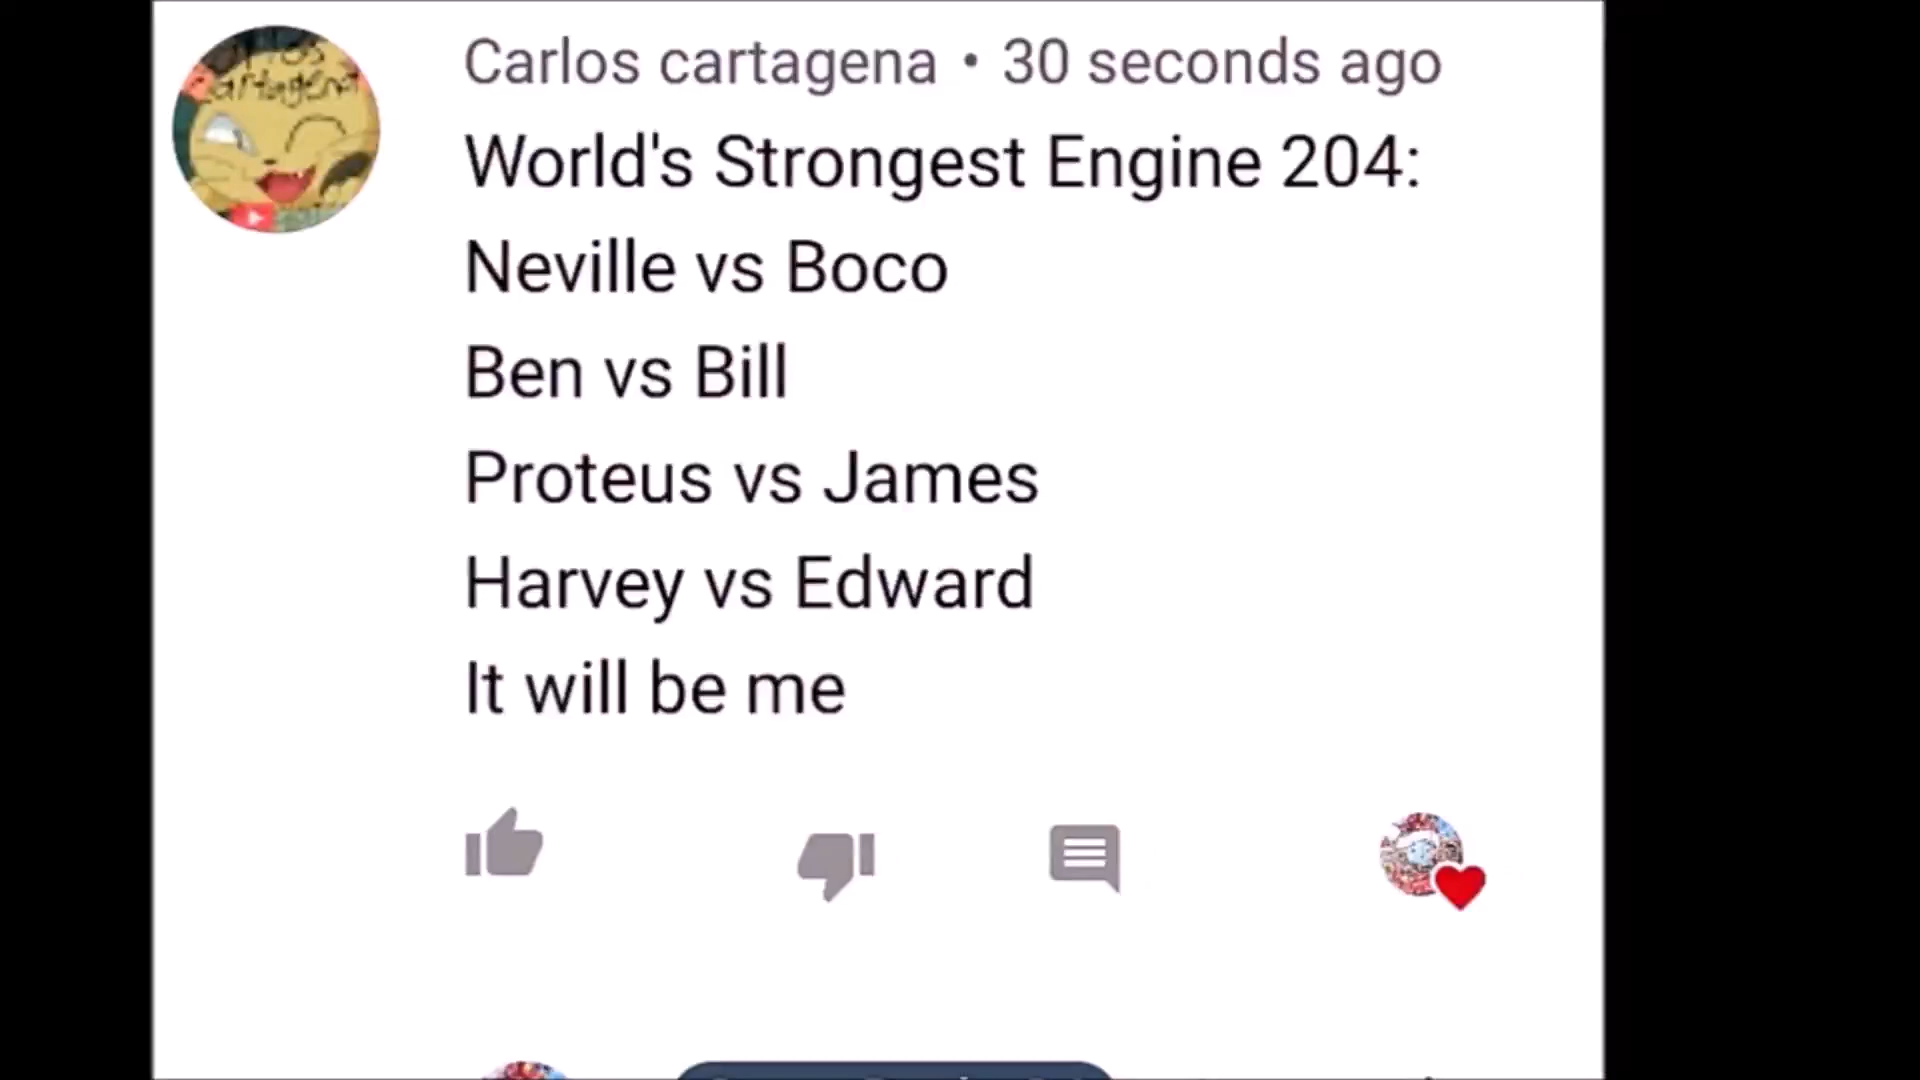 Carlos cartagena • 30 seconds ago
World's Strongest Engine 204:
Neville vs Boco
Ben vs Bill
Proteus vs James
Harvey vs Edward
It will be me